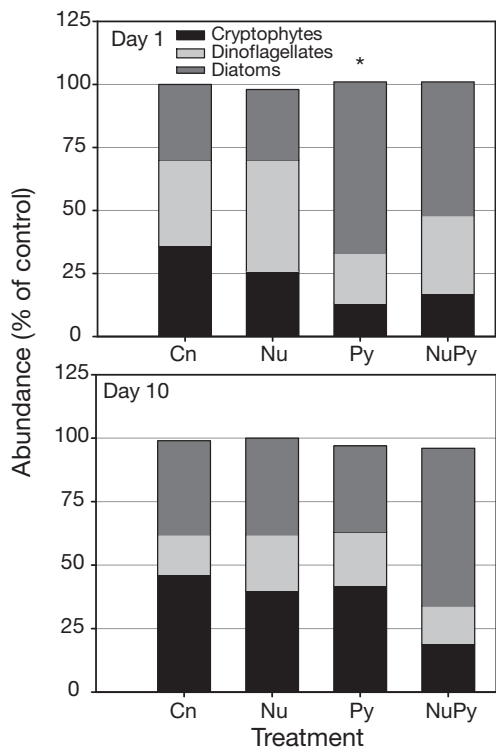 Abundance (% of control)
125
100
75
50
25
0
Day 1
Cryptophytes
Dinoflagellates
Diatoms
*
Cn Nu Py NuPy
125
100
75
50
25
0
Day 10
Cn Nu Py NuPy
Treatment